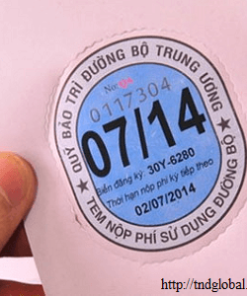 QUỸ BẢO TRÌ ĐƯỜNG BỘ TRUNG ƯƠNG
0117304
07/14
Biển đăng ký: 30Y-6280
Thời hạn nộp phí kỳ tiếp theo
02/07/2014
★ TEM NỘP PHÍ SỬ DỤNG ĐƯỜNG BỘ ★
http://tndglobal.